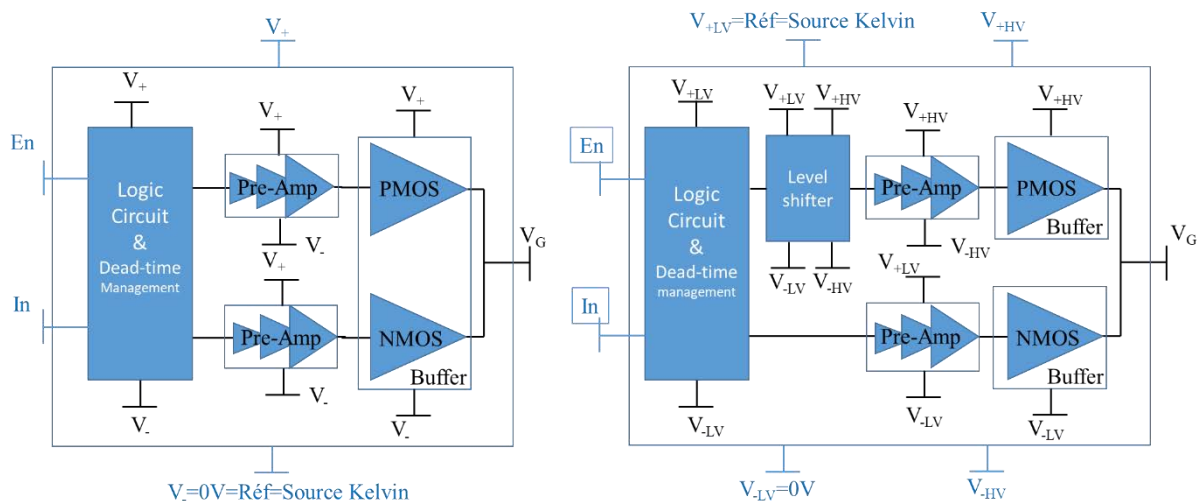 V+
V+
V+
V+
En
Logic
Circuit
&
Dead-time
Management
Pre-Amp
PMOS
V-
V+
VG
In
Pre-Amp
NMOS
Buffer
V-
V-
V-
V-=0V=Réf=Source Kelvin
V+LV=Réf=Source Kelvin
V+HV
V+LV
V+LV
V+HV
V+HV
V+HV
En
Logic
Circuit
&
Dead-time
management
Level
shifter
Pre-Amp
PMOS
Buffer
V-HV
V-LV
V-HV
V+LV
VG
In
Pre-Amp
NMOS
Buffer
V-LV
V-LV
V-LV
V-LV=0V
V-HV